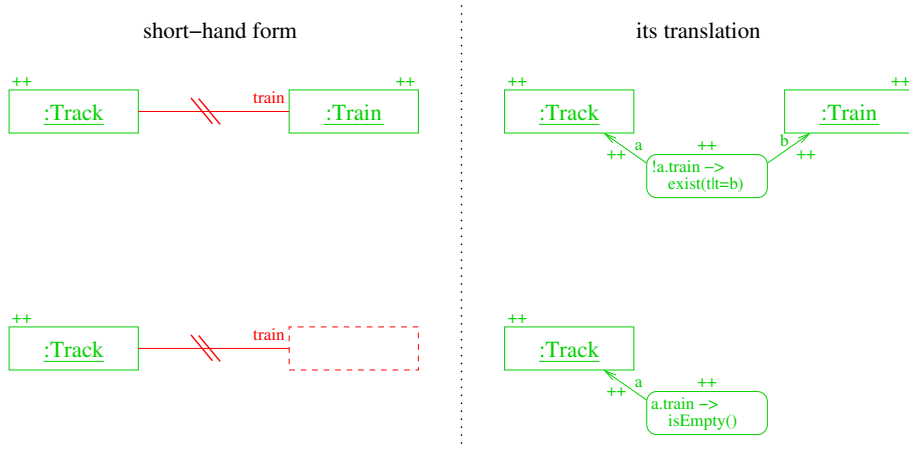 short−hand form
its translation
++
++
:Track
train
:Train
++
++
:Track
:Train
a
++
b
++
++
!a.train −>
exist(t|t=b)
++
:Track
train
++
:Track
a
++
++
a.train −>
isEmpty()